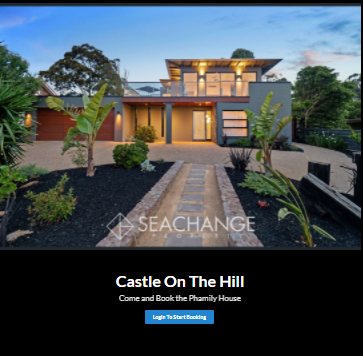 SEACHANGE
PROPERTY
Castle On The Hill
Come and Book the Phamily House
Login To Start Booking